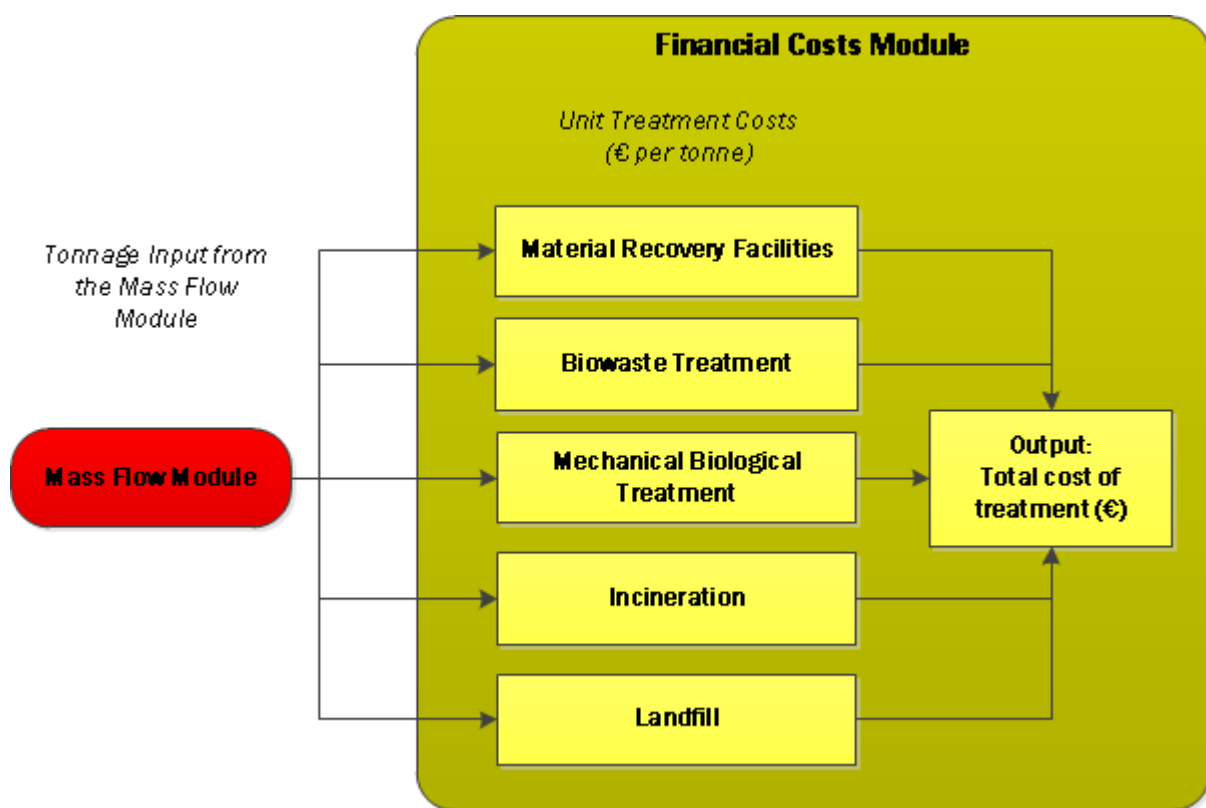 Financial Costs Module
Unit Treatment Costs
(€ per tonne)
Tonnage Input from
the Mass Flow
Module
Mass Flow Module
Material Recovery Facilities
Biowaste Treatment
Mechanical Biological
Treatment
Incineration
Landfill
Output:
Total cost of
treatment (€)